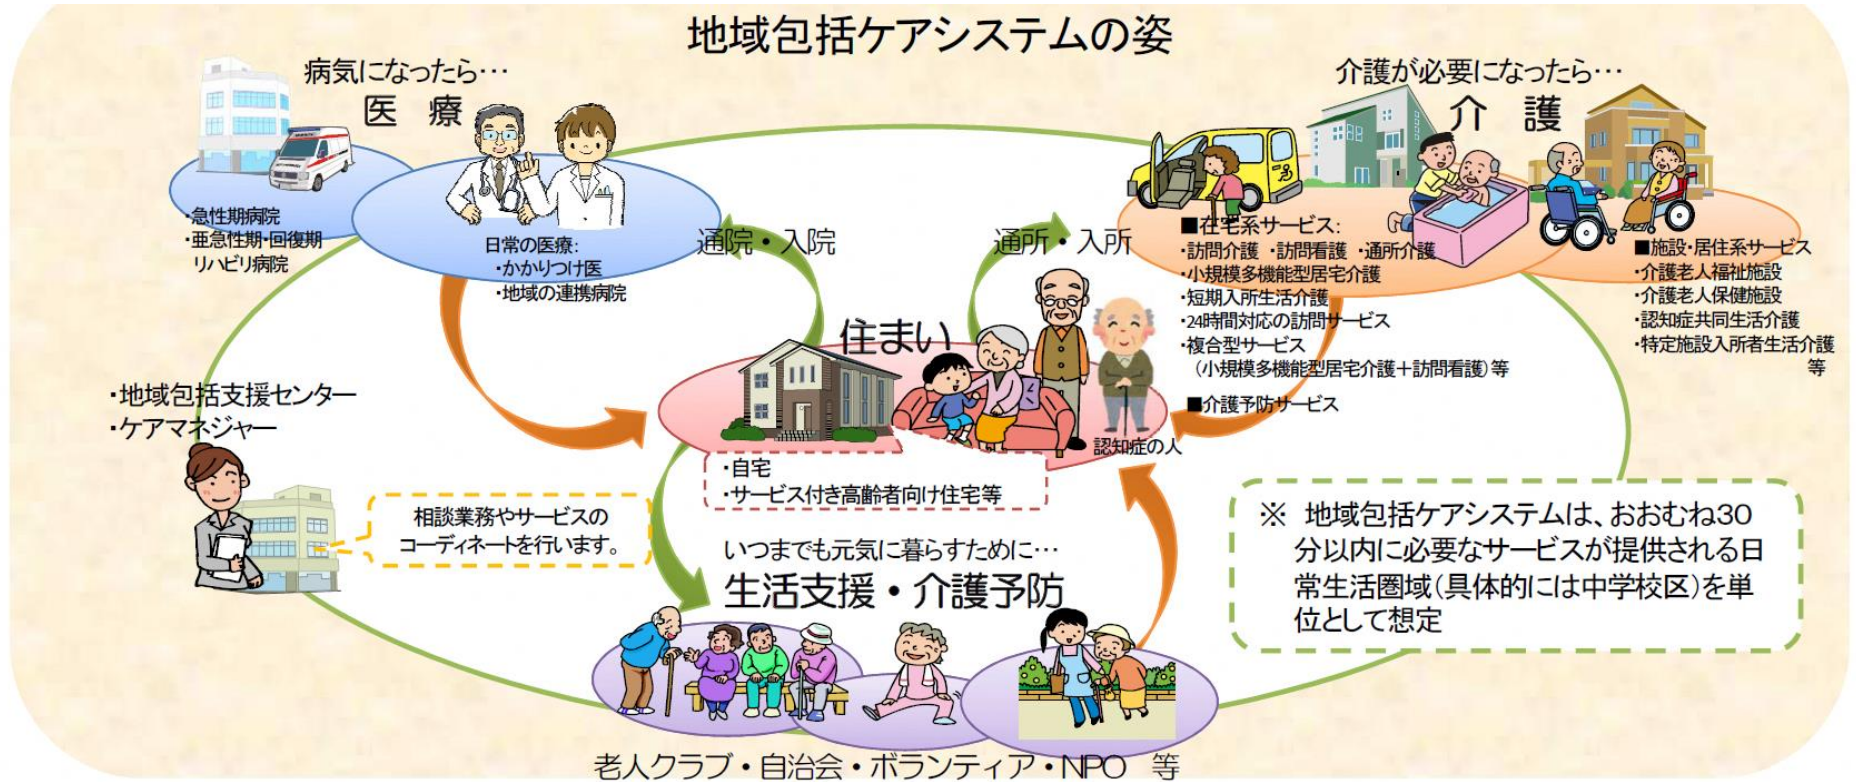 地域包括ケアシステムの姿
病気になったら･･･
医 療
・急性期病院
・亜急性期・回復期
リハビリ病院
日常の医療：
・かかりつけ医
・地域の連携病院
通院・入院
通所・入所
介護が必要になったら･･･
介 護
■在宅系サービス：
・訪問介護 ・訪問看護 ・通所介護
・小規模多機能型居宅介護
・短期入所生活介護
・24時間対応の訪問サービス
・複合型サービス
（小規模多機能型居宅介護＋訪問看護）等
■介護予防サービス
■施設・居住系サービス
・介護老人福祉施設
・介護老人保健施設
・認知症共同生活介護
・特定施設入所者生活介護
等
住まい
認知症の人
・自宅
・サービス付き高齢者向け住宅等
・地域包括支援センター
・ケアマネジャー
相談業務やサービスの
コーディネートを行います。
いつまでも元気に暮らすために･･･
生活支援・介護予防
老人クラブ・自治会・ボランティア・NPO 等
※ 地域包括ケアシステムは、おおむね30
分以内に必要なサービスが提供される日
常生活圏域（具体的には中学校区）を単
位として想定